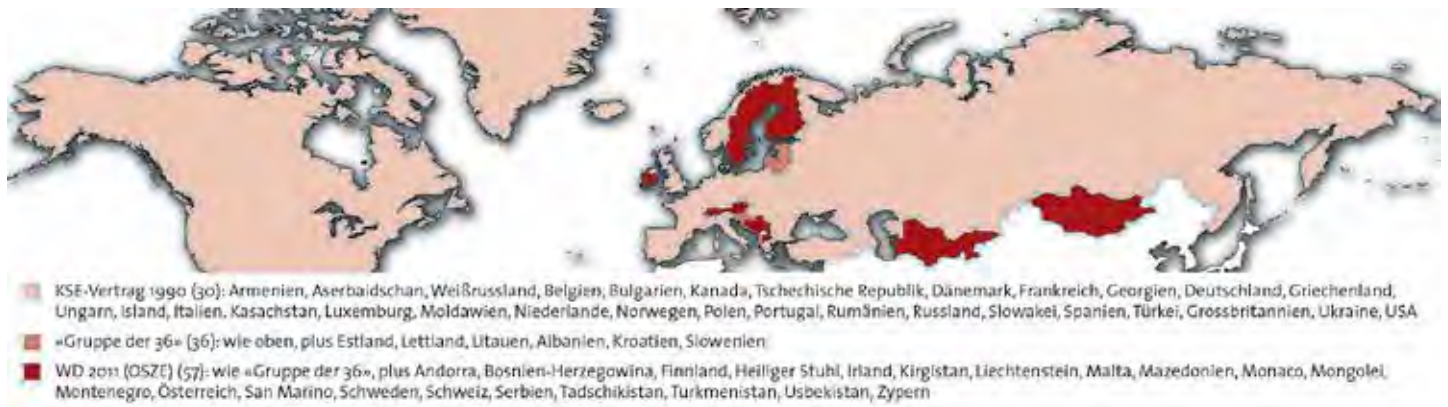 KSE-Vertrag 1990 (30): Armenien, Aserbaidschan, Weißrussland, Belgien, Bulgarien, Kanada, Tschechische Republik, Dänemark, Frankreich, Georgien, Deutschland, Griechenland,
Ungarn, Island, Italien, Kasachstan, Luxemburg, Moldawien, Niederlande, Norwegen, Polen, Portugal, Rumänien, Russland, Slowakei, Spanien, Türkei, Grossbritannien, Ukraine, USA
«Gruppe der 36» (36): wie oben, plus Estland, Lettland, Litauen, Albanien, Kroatien, Slowenien
WD 2011 (OSZE) (57): wie «Gruppe der 36», plus Andorra, Bosnien-Herzegowina, Finnland, Heiliger Stuhl, Irland, Kirgistan, Liechtenstein, Malta, Mazedonien, Monaco, Mongolei,
Montenegro, Österreich, San Marino, Schweden, Schweiz, Serbien, Tadschikistan, Turkmenistan, Usbekistan, Zypern